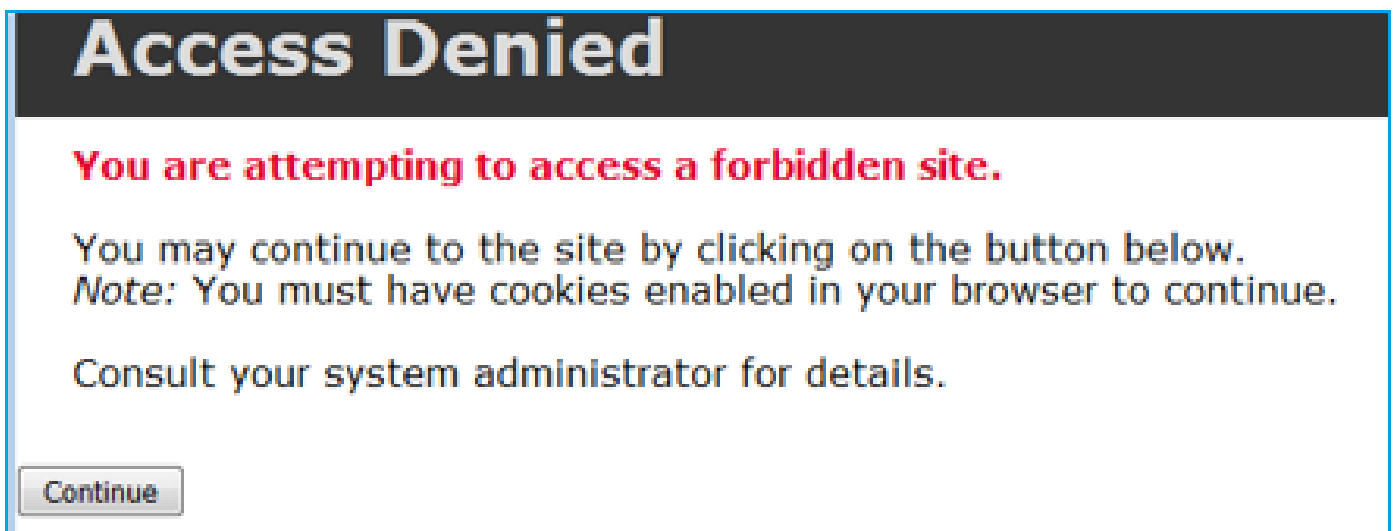 Access Denied
You are attempting to access a forbidden site.
You may continue to the site by clicking on the button below.
Note: You must have cookies enabled in your browser to continue.
Consult your system administrator for details.
Continue